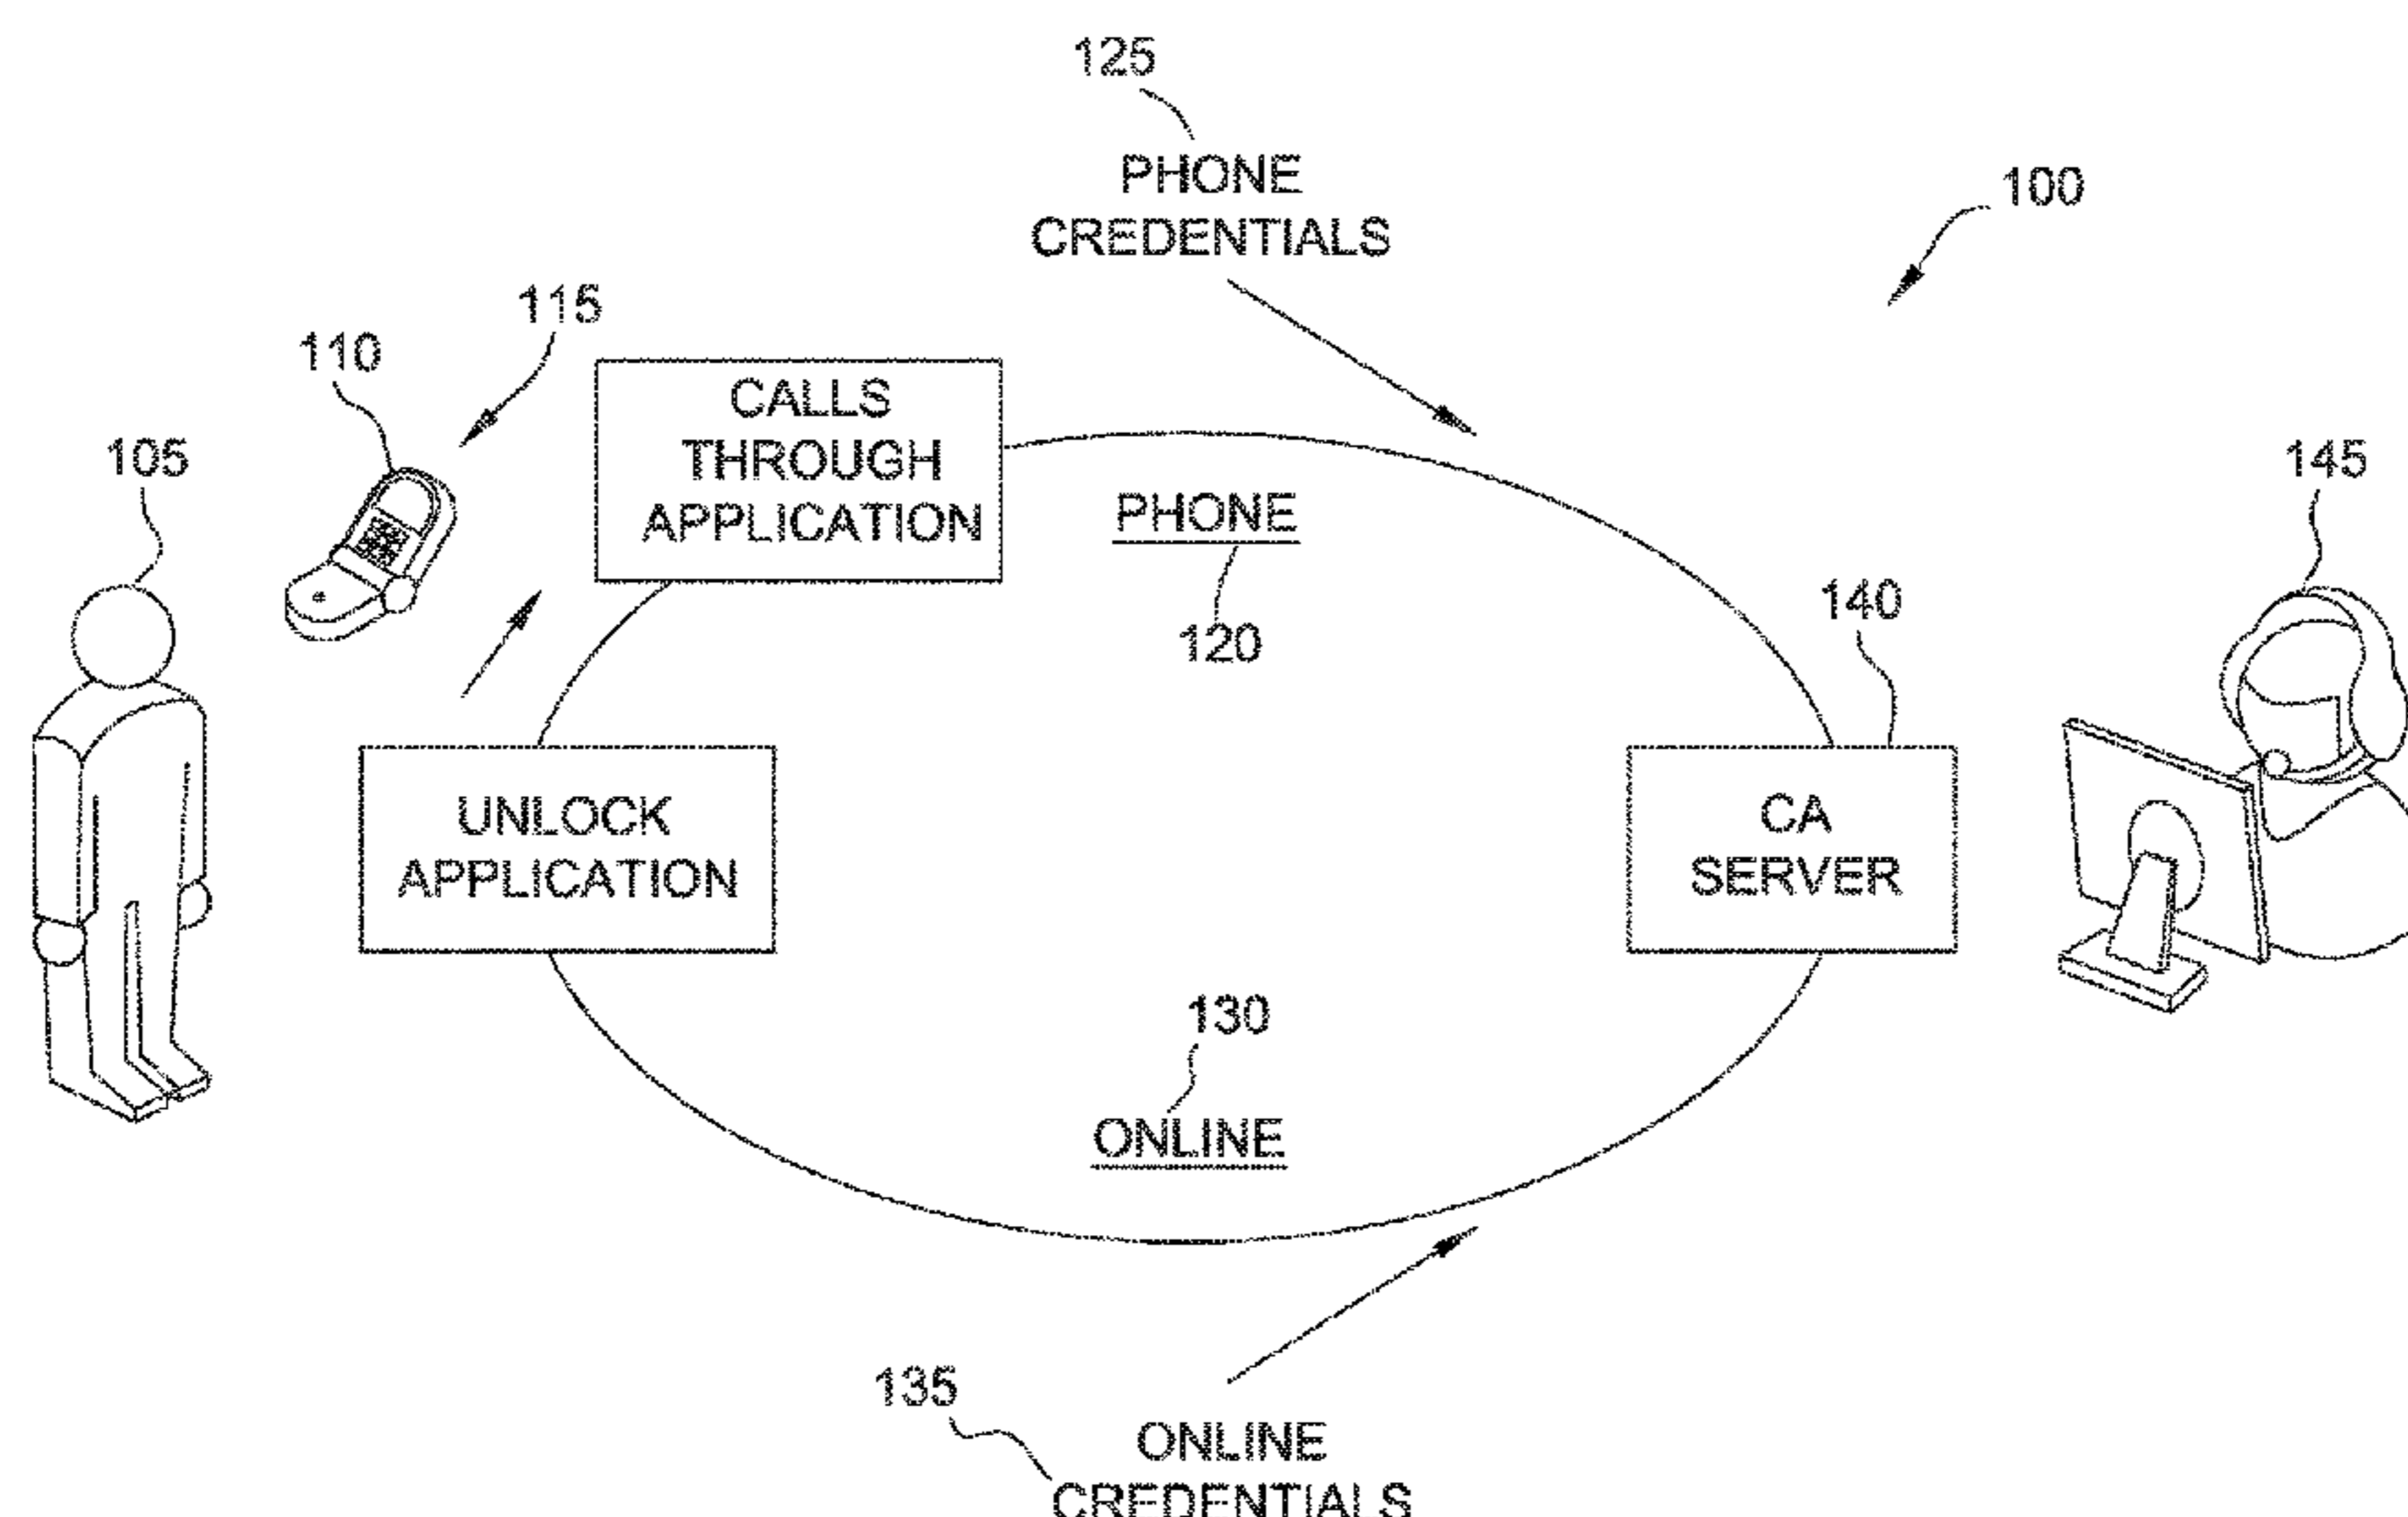 125
PHONE
CREDENTIALS
100
115
110
CALLS
THROUGH
APPLICATION
105
PHONE
120
145
140
UNLOCK
APPLICATION
CA
SERVER
130
ONLINE
135
ONLINE
CREDENTIALS